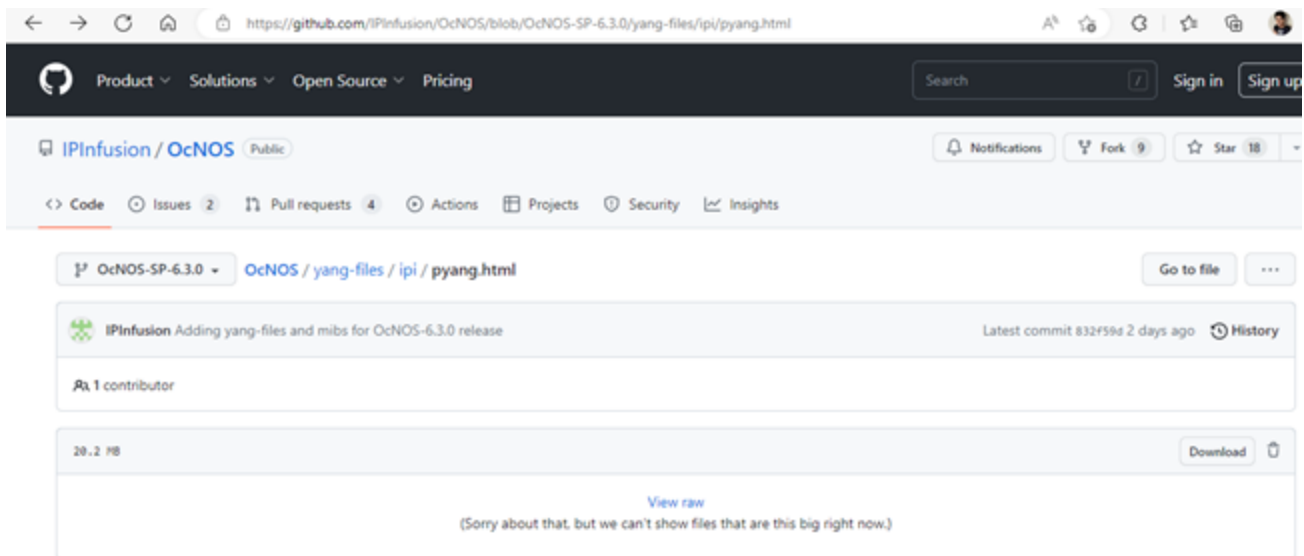 https://github.com/IPInfusion/OcNOS/blob/OcNOS-SP-6.3.0/yang-files/ipi/pyang.html
Product Solutions Open Source Pricing Search / Sign in Sign up
IPInfusion / OcNOS Public Notifications Fork 9 Star 18
<> Code Issues 2 Pull requests 4 Actions Projects Security Insights
OcNOS-SP-6.3.0 OcNOS / yang-files / ipi / pyang.html Go to file ...
IPInfusion Adding yang-files and mibs for OcNOS-6.3.0 release Latest commit 832f59d 2 days ago History
1 contributor
20.2 MB Download
View raw
(Sorry about that, but we can't show files that are this big right now.)